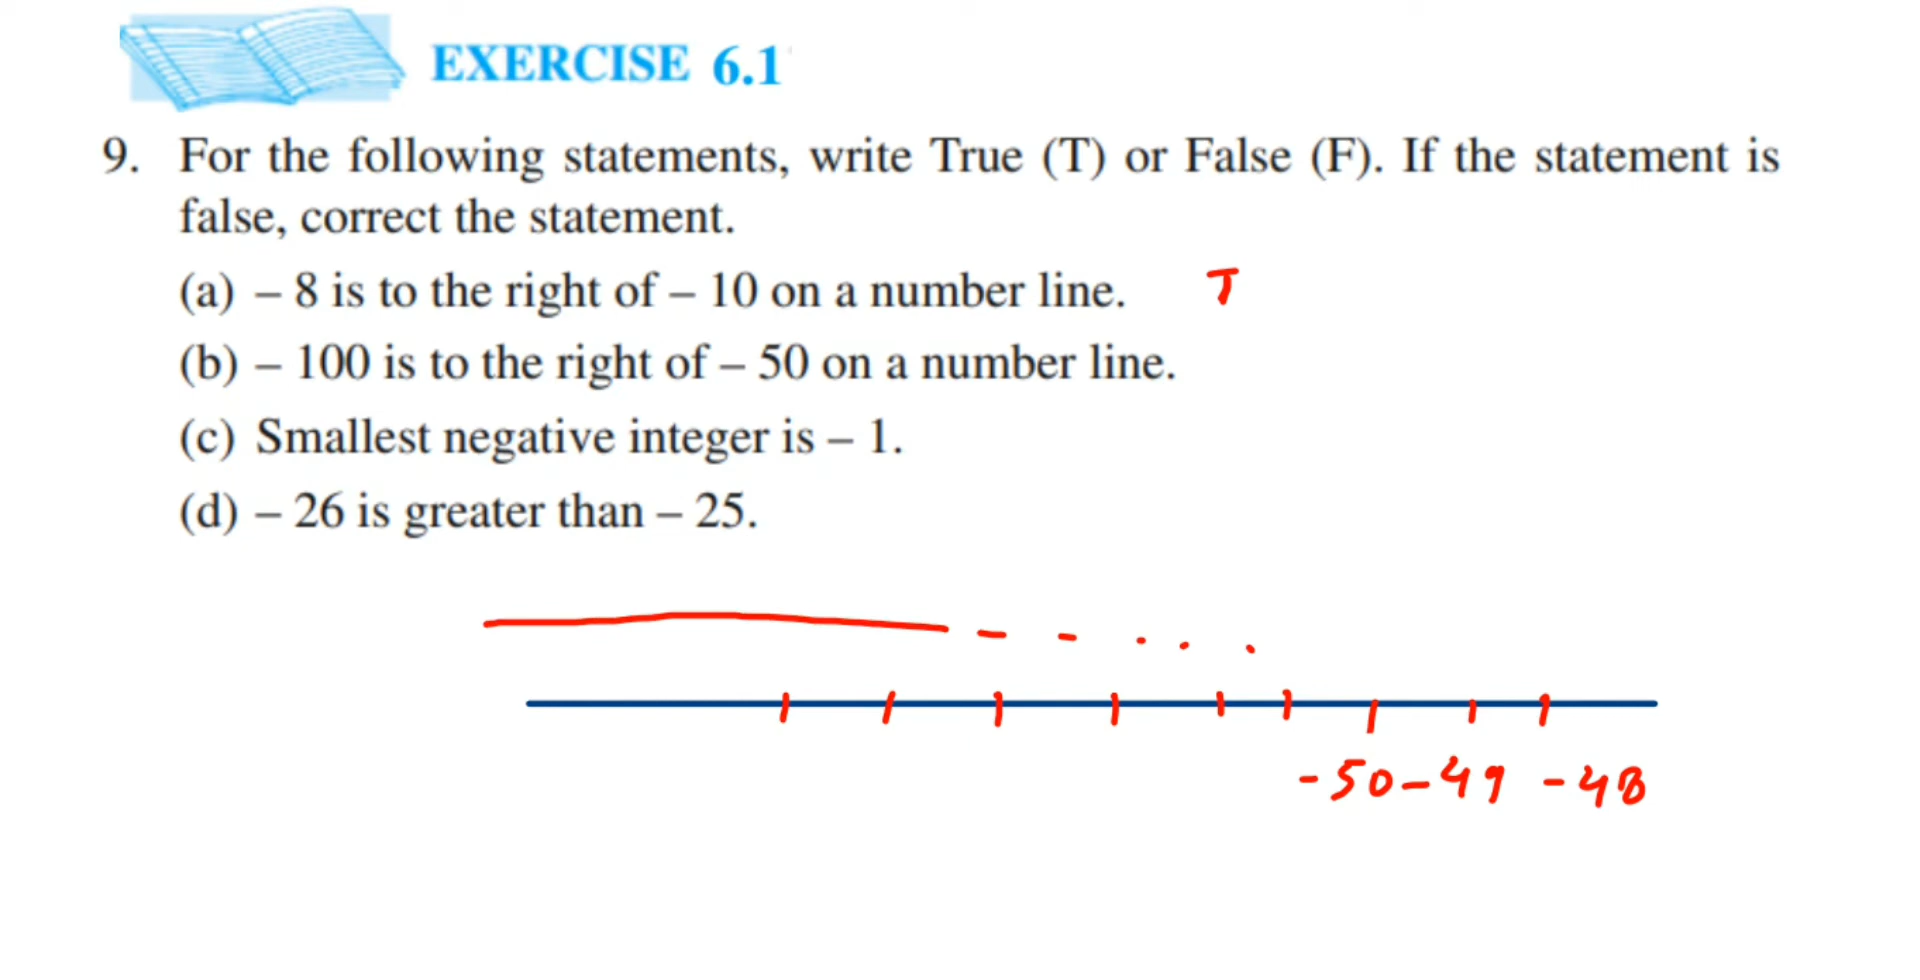 EXERCISE 6.1
9. For the following statements, write True (T) or False (F). If the statement is
false, correct the statement.
(a) – 8 is to the right of – 10 on a number line. T
(b) – 100 is to the right of – 50 on a number line.
(c) Smallest negative integer is – 1.
(d) – 26 is greater than – 25.
-50 -49 -48